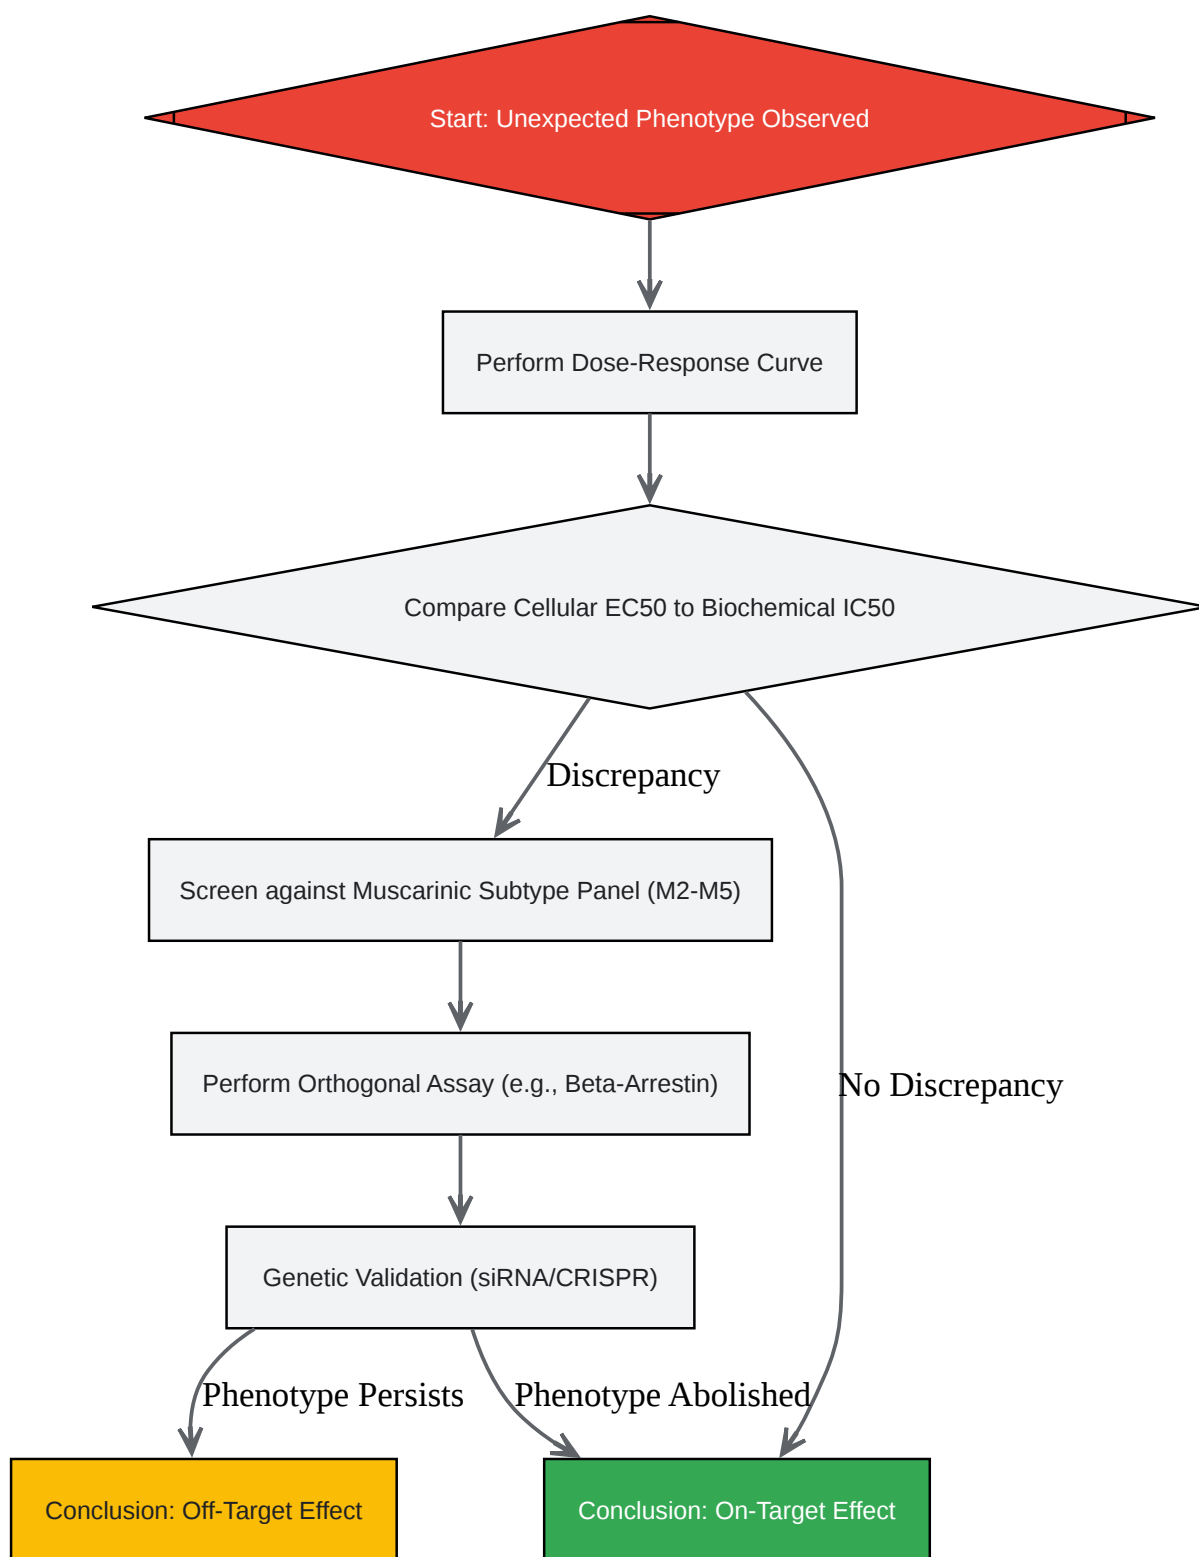 Start: Unexpected Phenotype Observed
Perform Dose-Response Curve
Compare Cellular EC50 to Biochemical IC50
Discrepancy
Screen against Muscarinic Subtype Panel (M2-M5)
Perform Orthogonal Assay (e.g., Beta-Arrestin)
No Discrepancy
Genetic Validation (siRNA/CRISPR)
Phenotype Persists
Phenotype Abolished
Conclusion: Off-Target Effect
Conclusion: On-Target Effect